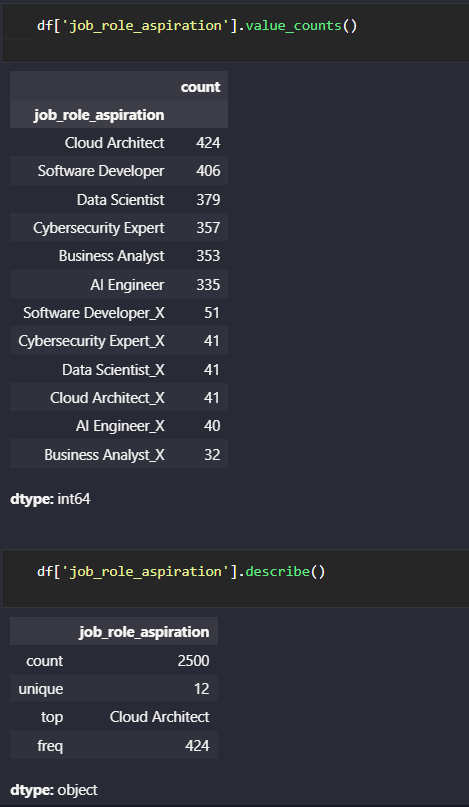 df['job_role_aspiration'].value_counts()
count
job_role_aspiration
Cloud Architect 424
Software Developer 406
Data Scientist 379
Cybersecurity Expert 357
Business Analyst 353
AI Engineer 335
Software Developer_X 51
Cybersecurity Expert_X 41
Data Scientist_X 41
Cloud Architect_X 41
AI Engineer_X 40
Business Analyst_X 32
dtype: int64
df['job_role_aspiration'].describe()
job_role_aspiration
count 2500
unique 12
top Cloud Architect
freq 424
dtype: object